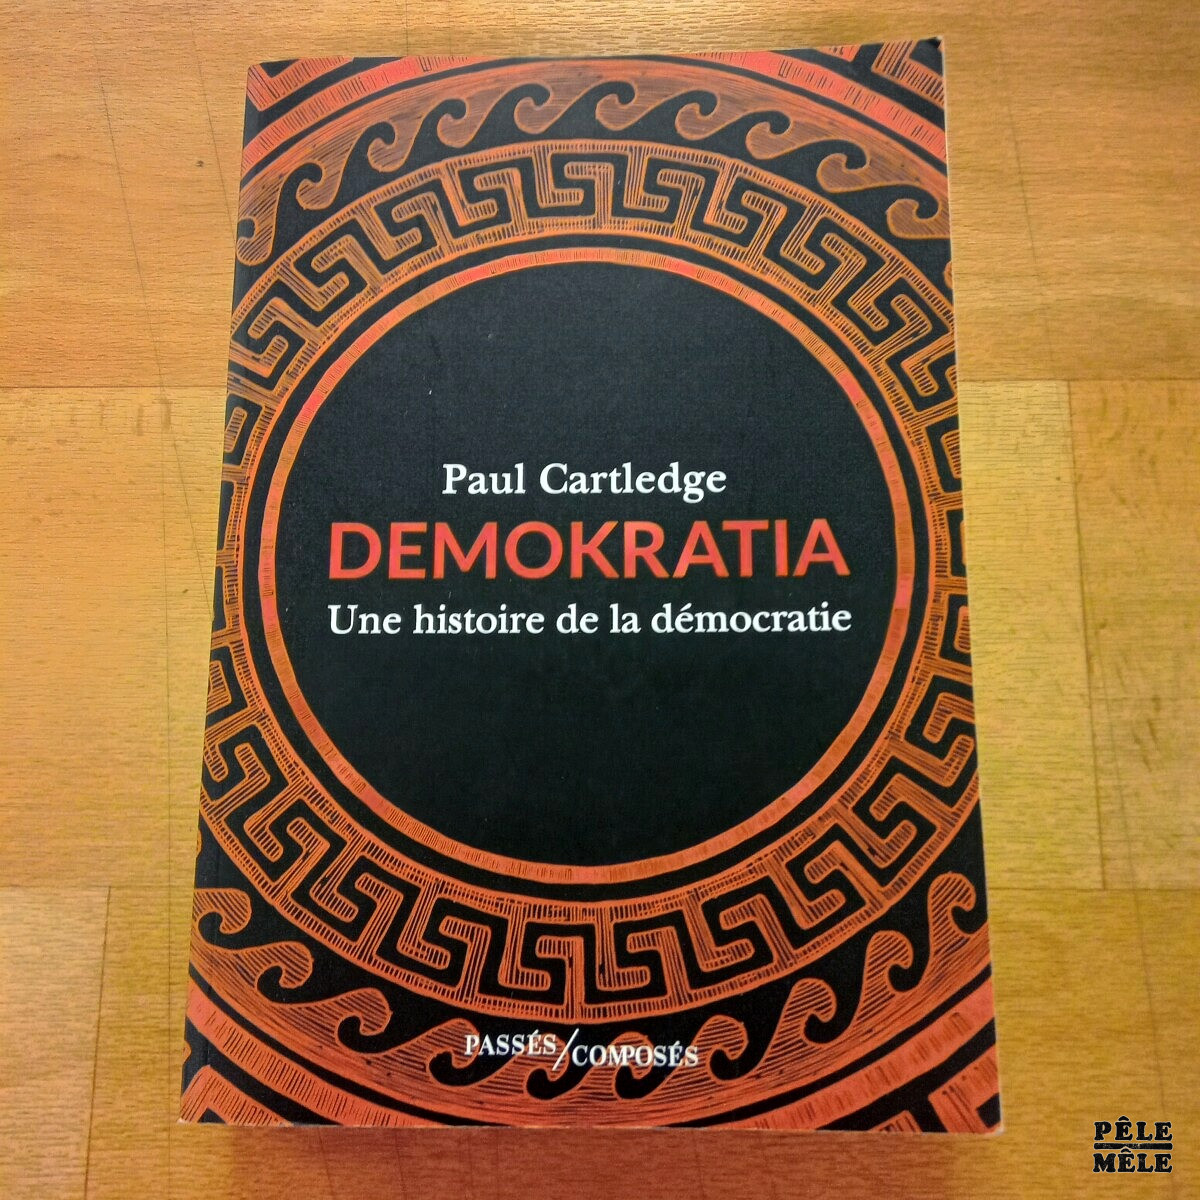 Paul Cartledge
DEMOKRATIA
Une histoire de la démocratie
PASSÉS/COMPOSÉS
PÊLE
MÊLE